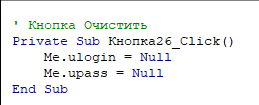 ' Кнопка Очистить
Private Sub Кнопка26_Click()
    Me.ulogin = Null
    Me.upass = Null
End Sub